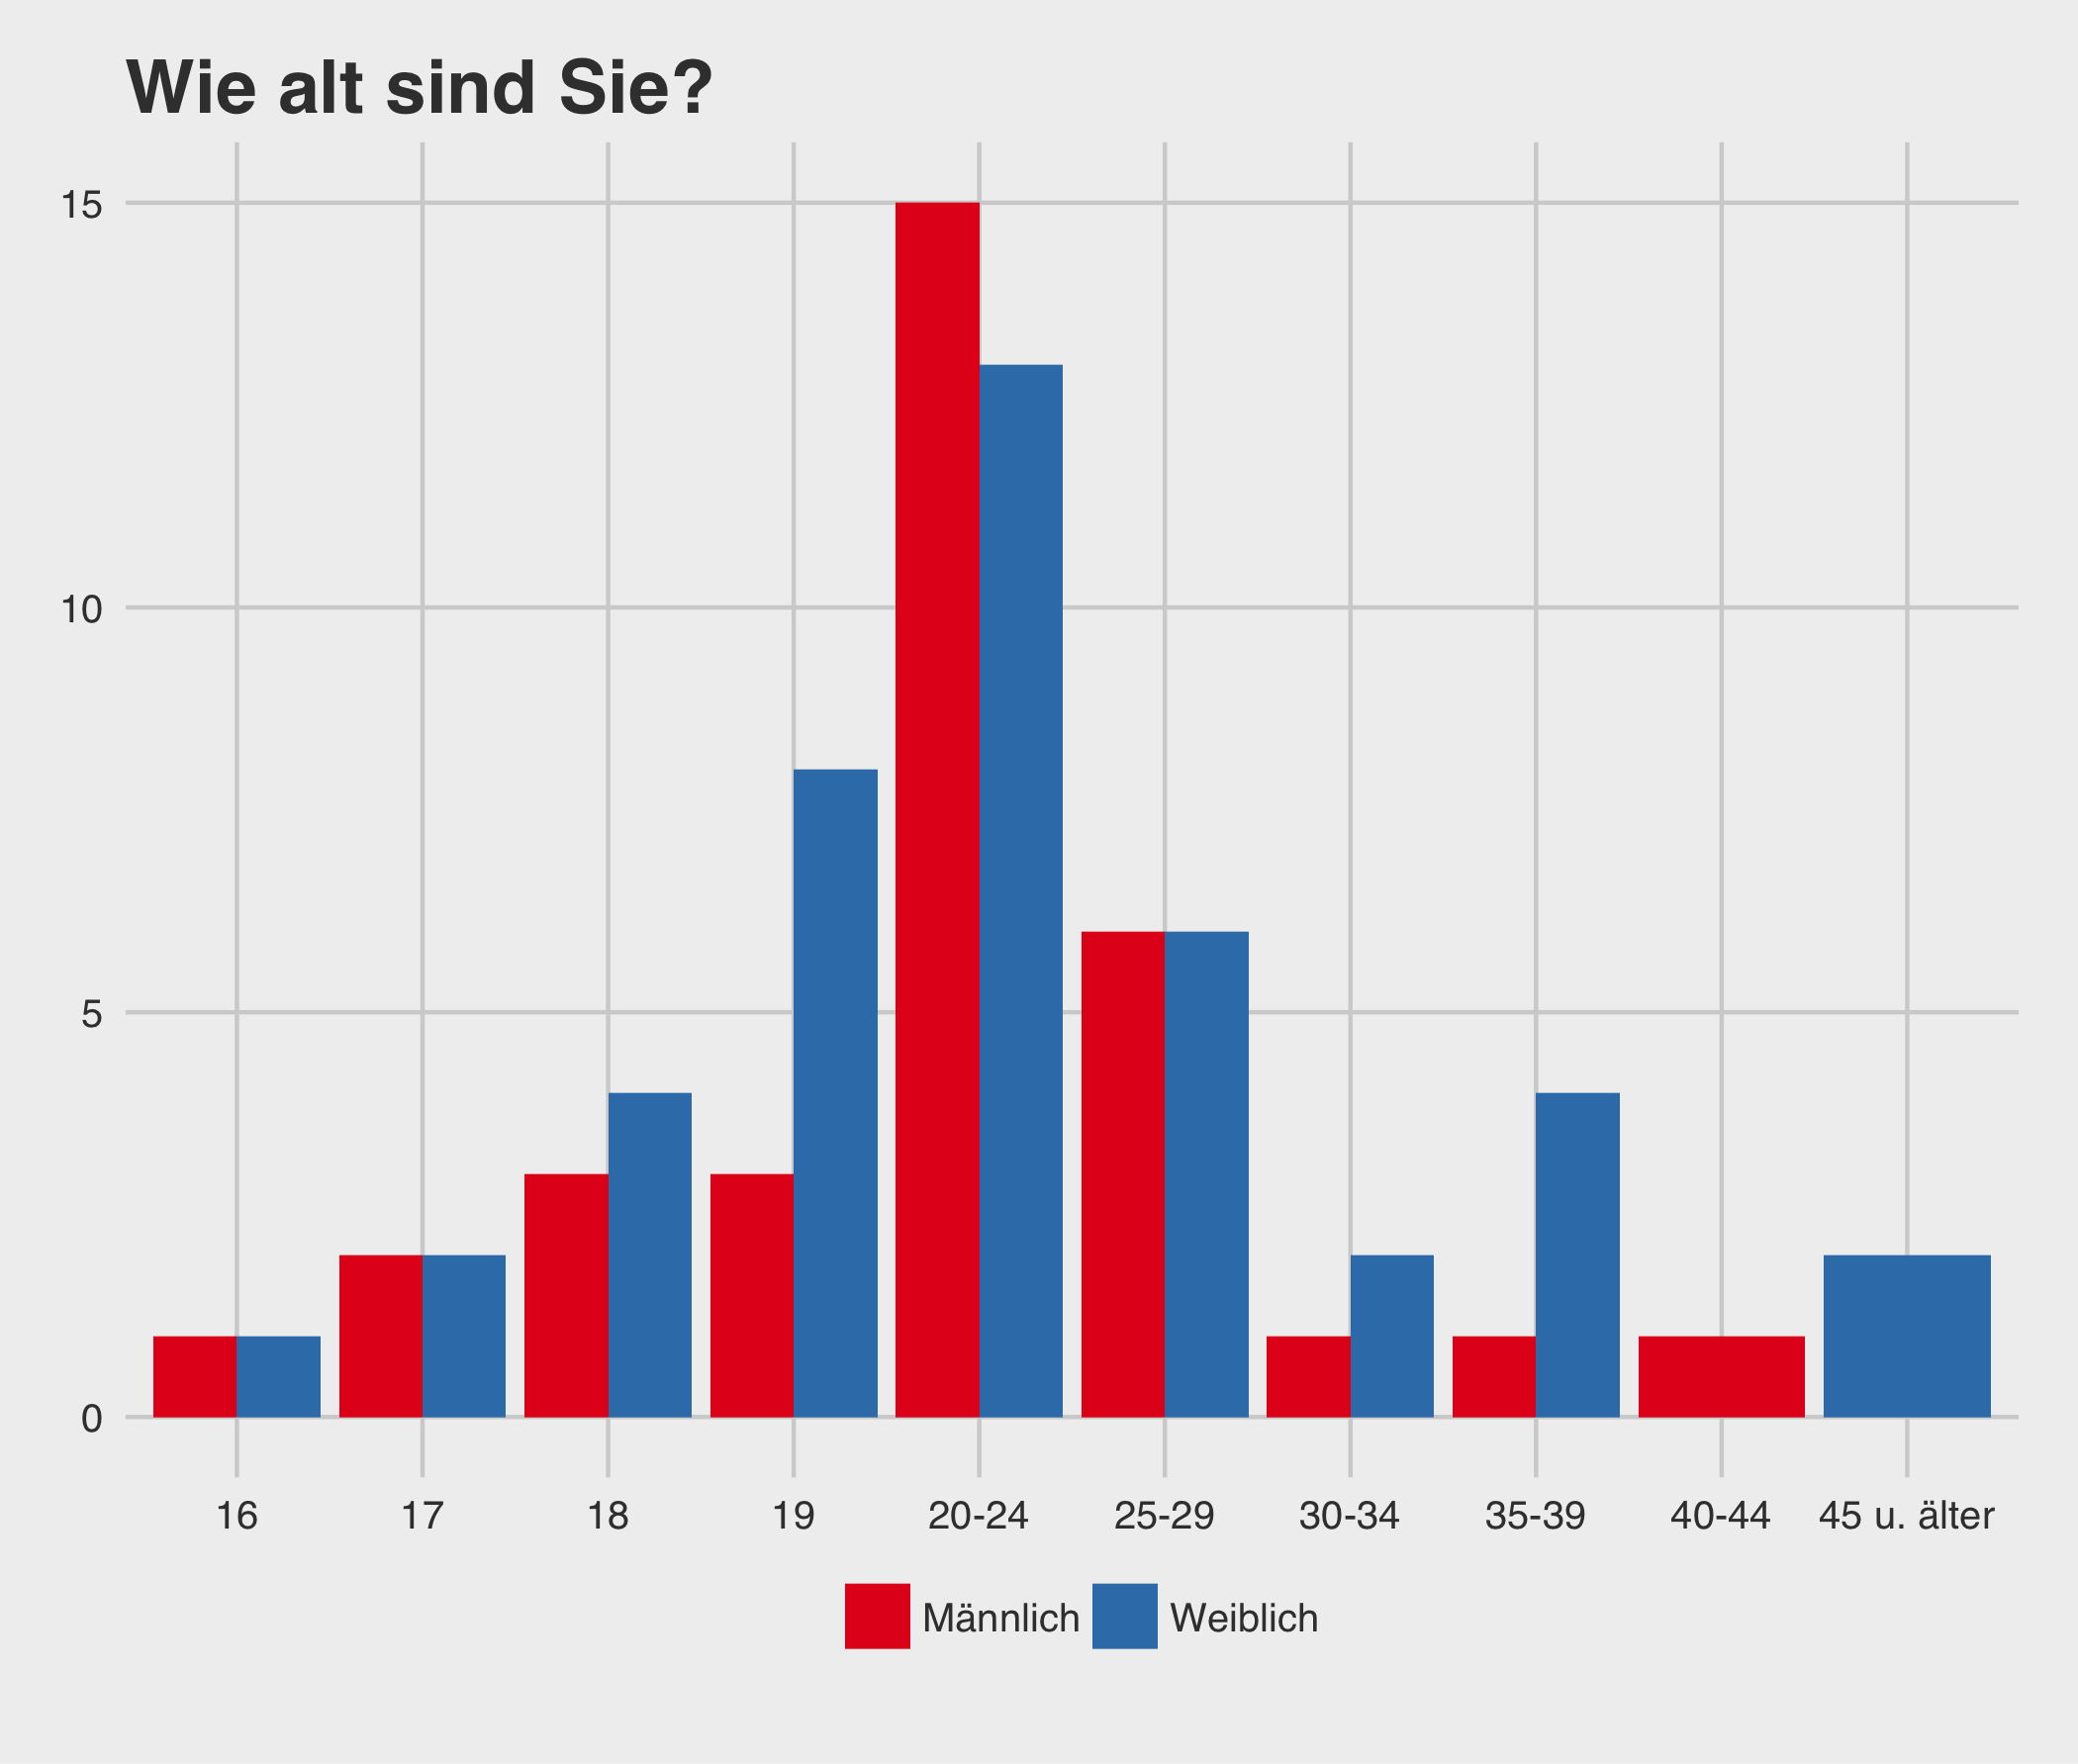 Wie alt sind Sie?
15
10
5
0
16 17 18 19 20-24 25-29 30-34 35-39 40-44 45 u. älter
Männlich Weiblich